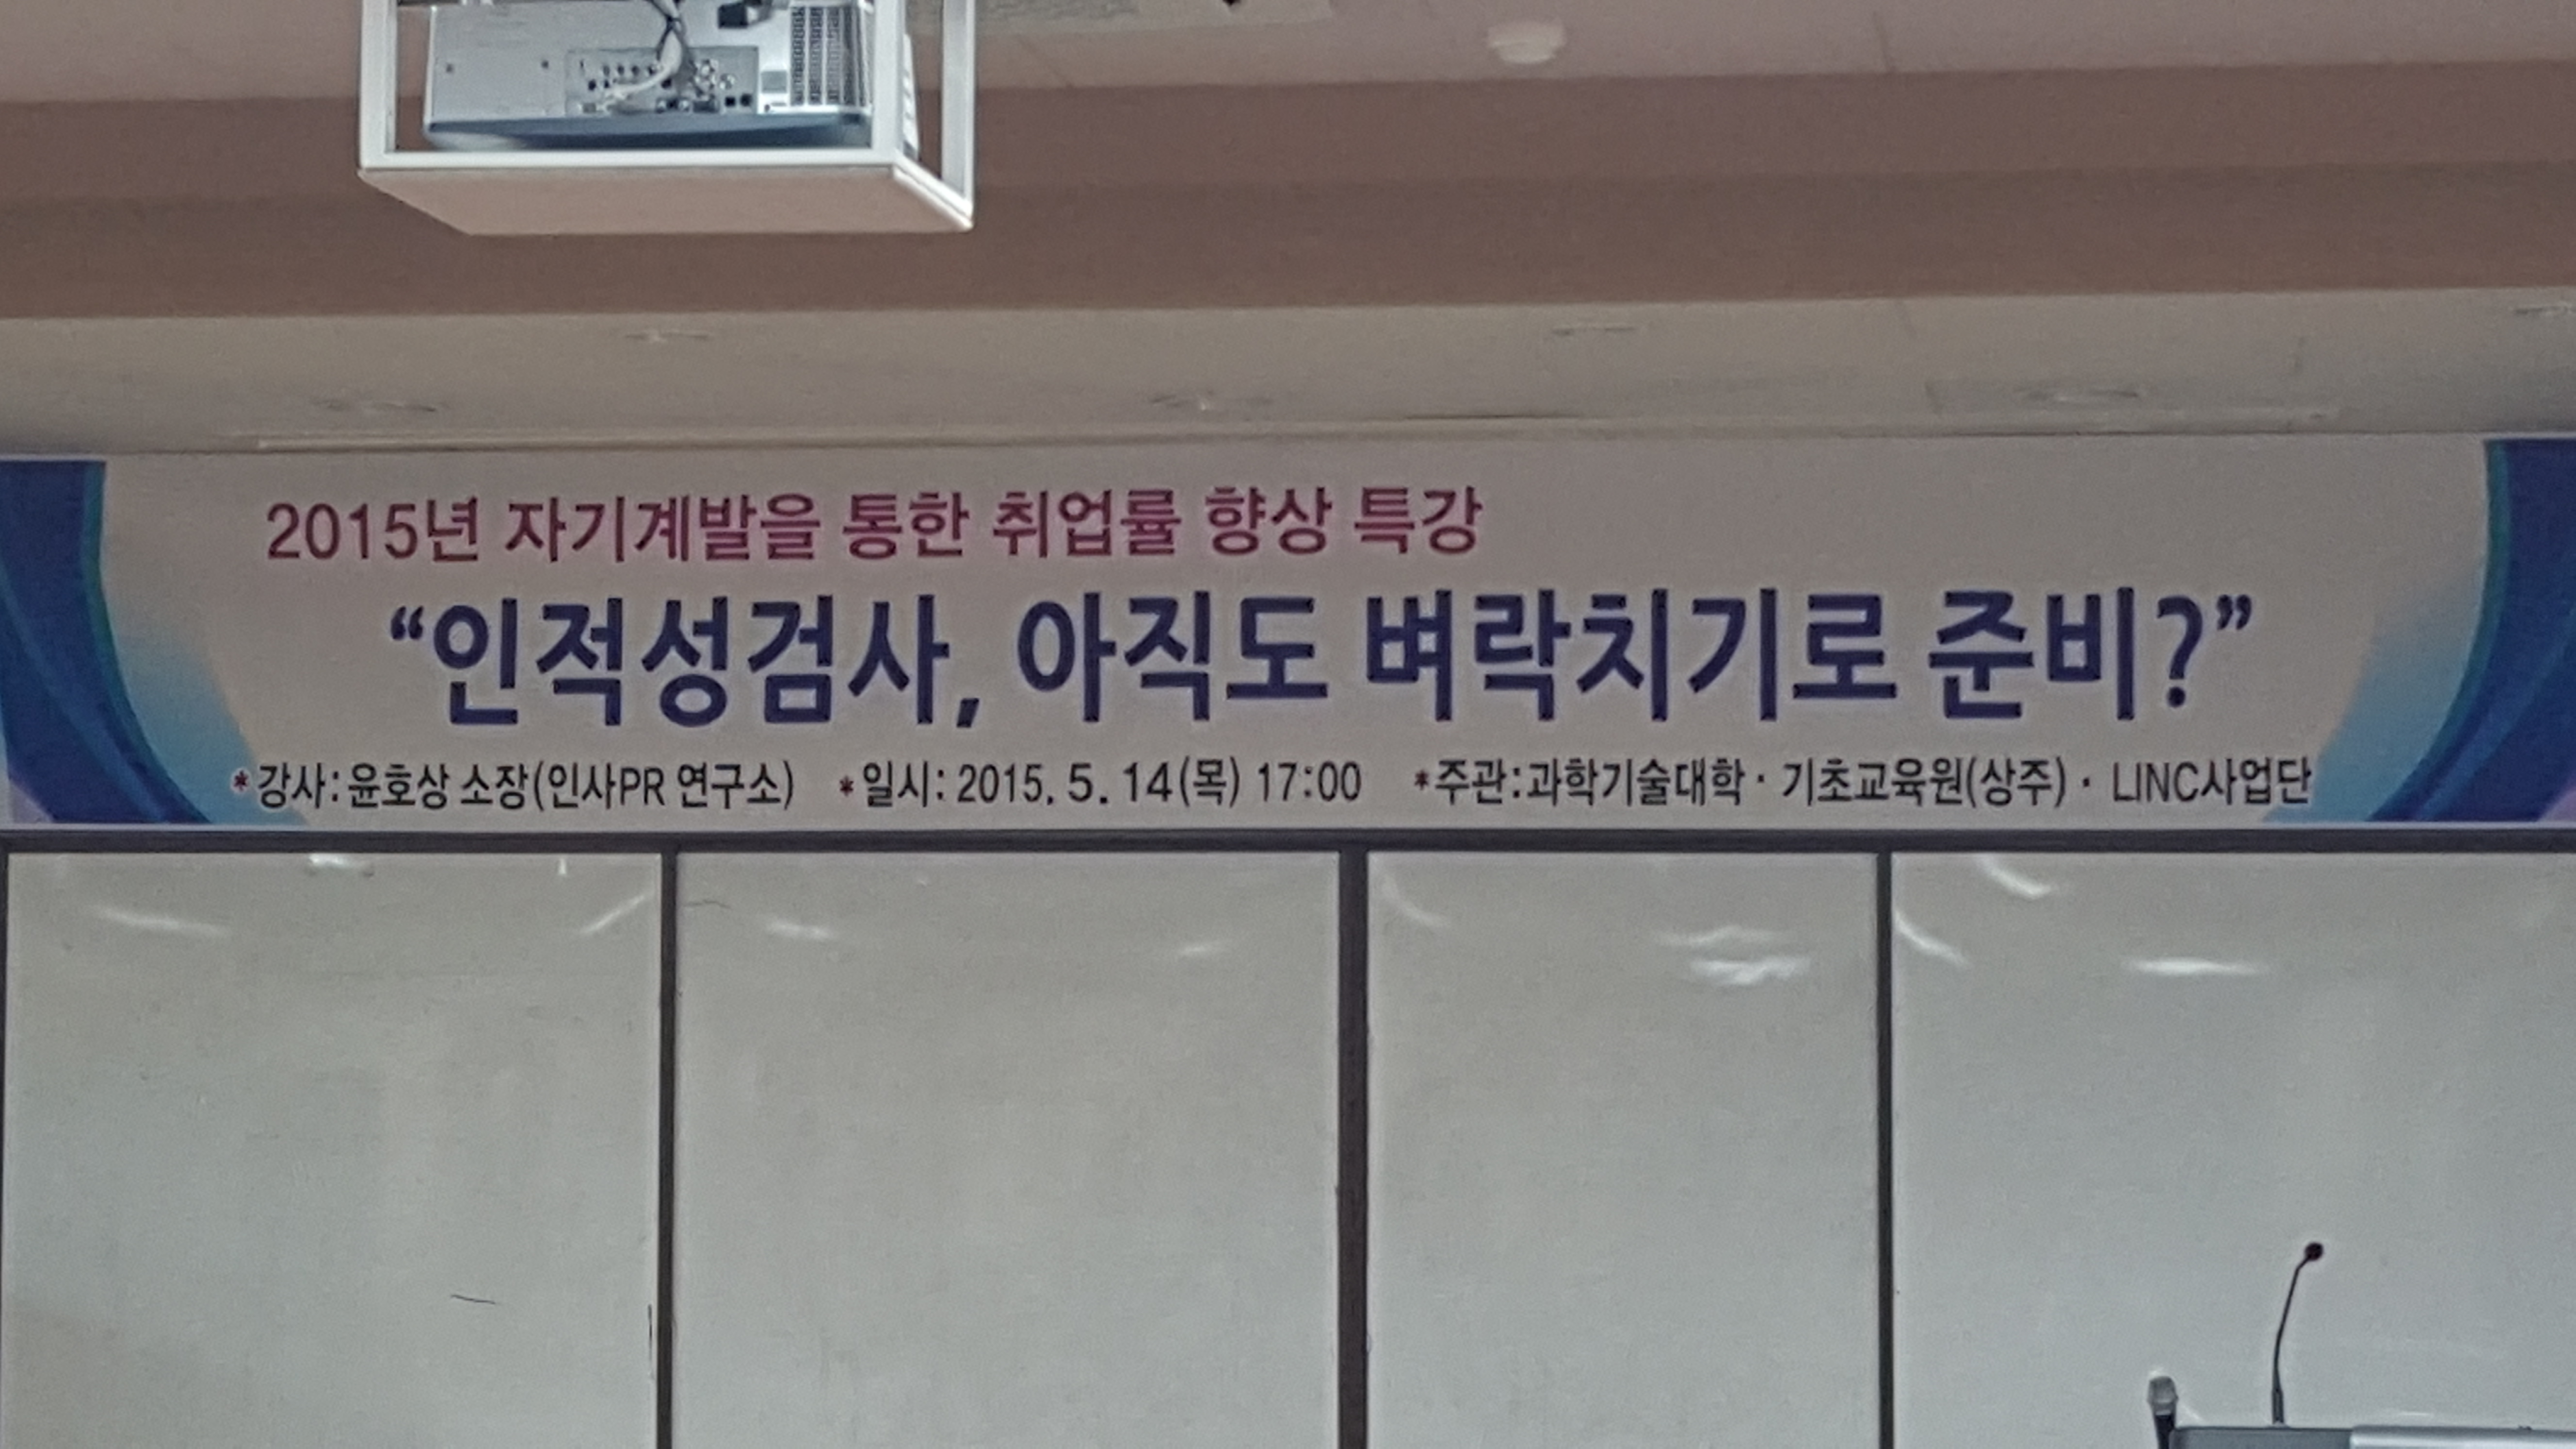 2015년 자기계발을 통한 취업률 향상 특강
“인적성검사, 아직도 벼락치기로 준비?”
*강사:윤호상 소장(인사PR 연구소) *일시: 2015. 5. 14(목) 17:00 *주관:과학기술대학·기초교육원(상주)·LINC사업단